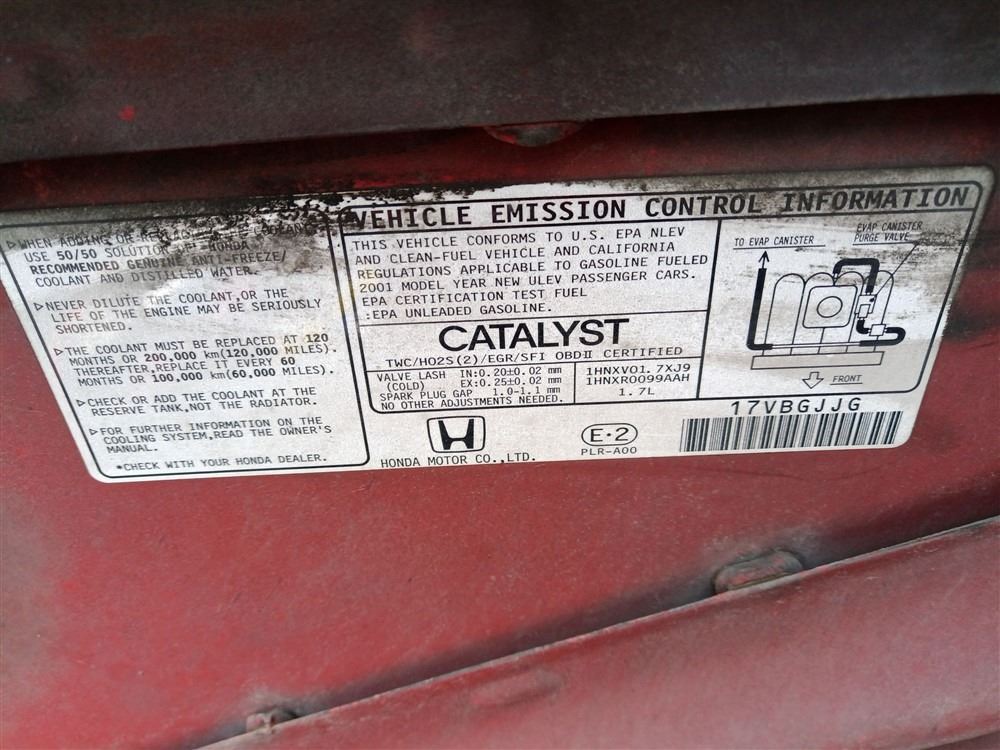 ▷WHEN ADDING OR
USE 50/50 SOLUTION HONDA
RECOMMENDED GENUINE ANTI-FREEZE/
COOLANT AND DISTILLED WATER.
▷NEVER DILUTE THE COOLANT,OR THE
LIFE OF THE ENGINE MAY BE SERIOUSLY
SHORTENED.
▷THE COOLANT MUST BE REPLACED AT 120
MONTHS OR 200,000 km(120,000 MILES).
THEREAFTER,REPLACE IT EVERY 60
MONTHS OR 100,000 km(60,000 MILES).
▷CHECK OR ADD THE COOLANT AT THE
RESERVE TANK,NOT THE RADIATOR.
▷FOR FURTHER INFORMATION ON THE
COOLING SYSTEM,READ THE OWNER'S
MANUAL.
•CHECK WITH YOUR HONDA DEALER.
VEHICLE EMISSION CONTROL INFORMATION
THIS VEHICLE CONFORMS TO U.S. EPA NLEV
AND CLEAN-FUEL VEHICLE AND CALIFORNIA
REGULATIONS APPLICABLE TO GASOLINE FUELED
2001 MODEL YEAR NEW ULEV PASSENGER CARS.
EPA CERTIFICATION TEST FUEL
:EPA UNLEADED GASOLINE.
CATALYST
TWC/HO2S(2)/EGR/SFI OBDⅡ CERTIFIED
VALVE LASH IN:0.20±0.02 mm
(COLD) EX:0.25±0.02 mm
SPARK PLUG GAP 1.0-1.1 mm
NO OTHER ADJUSTMENTS NEEDED.
1HNXV01.7XJ9
1HNXR0099AAH
1.7L
TO EVAP CANISTER
EVAP CANISTER
PURGE VALVE
FRONT
HONDA MOTOR CO.,LTD.
E•2
PLR-A00
17VBGJJG